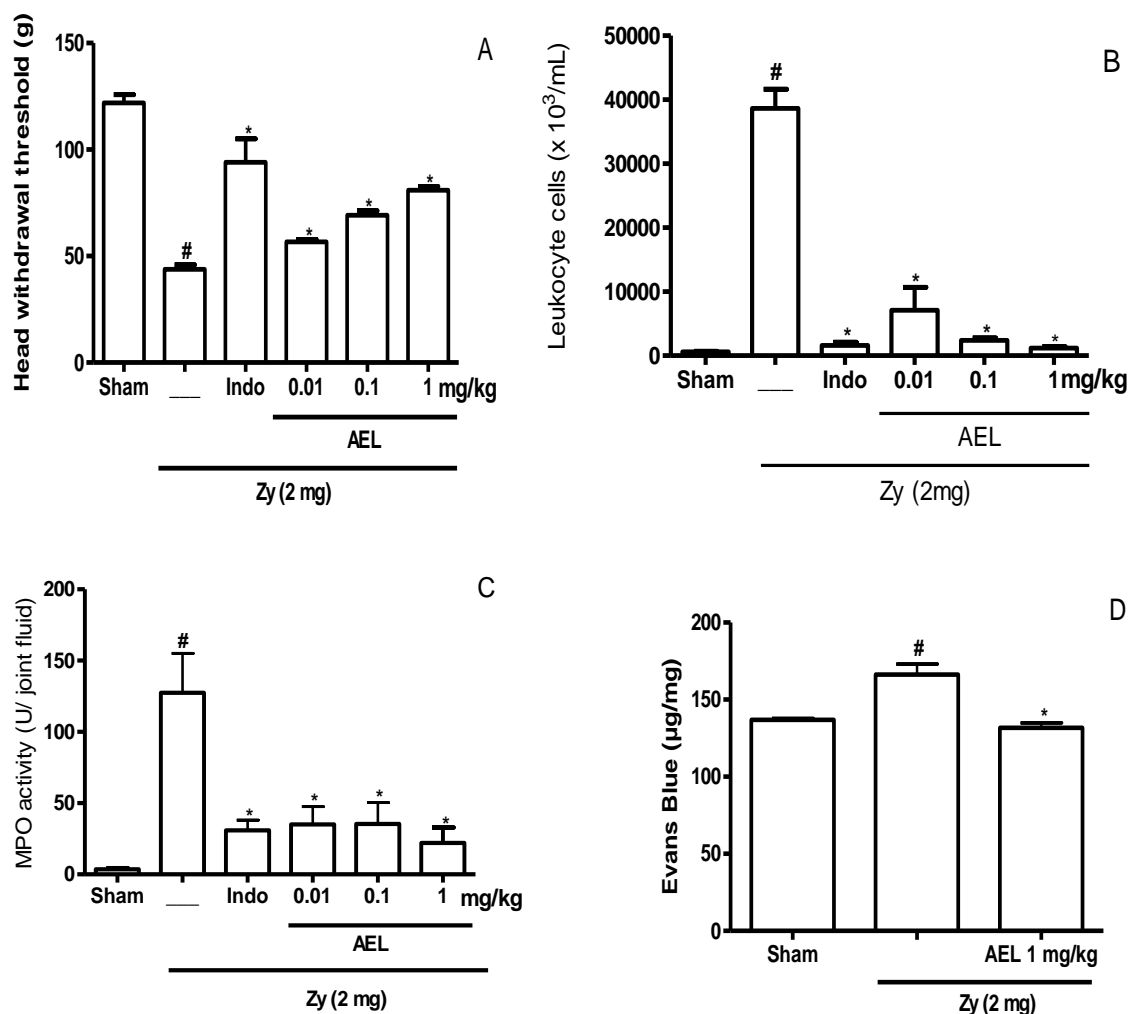 A
Head withdrawal threshold (g)
150
100
50
0
#
*
*
*
*
Sham ___ Indo 0.01 0.1 1 mg/kg
AEL
Zy (2 mg)
B
Leukocyte cells (x 10³/mL)
50000
40000
30000
20000
10000
0
#
*
*
*
*
Sham ___ Indo 0.01 0.1 1 mg/kg
AEL
Zy (2mg)
C
MPO activity (U/ joint fluid)
200
150
100
50
0
#
*
*
*
*
Sham ___ Indo 0.01 0.1 1 mg/kg
AEL
Zy (2 mg)
D
Evans Blue (µg/mg)
200
150
100
50
0
#
*
Sham AEL 1 mg/kg
Zy (2 mg)